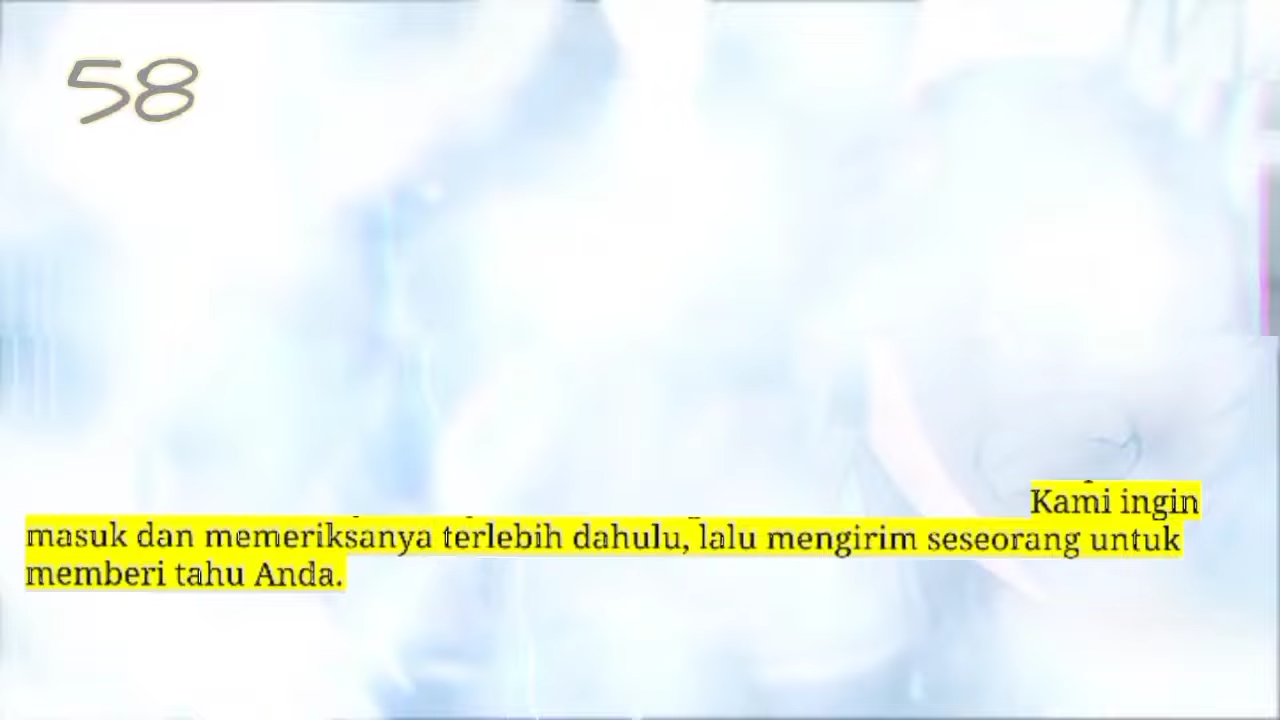 58
Kami ingin
masuk dan memeriksanya terlebih dahulu, lalu mengirim seseorang untuk
memberi tahu Anda.